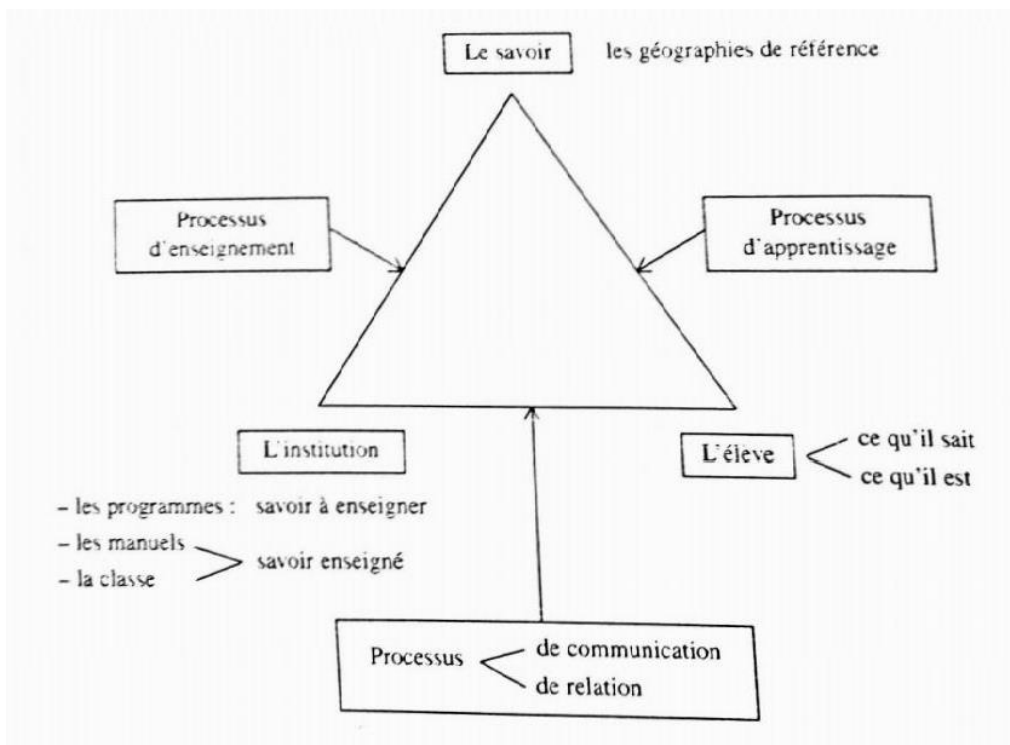 Le savoir les géographies de référence
Processus
d'enseignement
Processus
d'apprentissage
L'institution
– les programmes : savoir à enseigner
– les manuels
– la classe
savoir enseigné
L'élève
ce qu'il sait
ce qu'il est
Processus
de communication
de relation